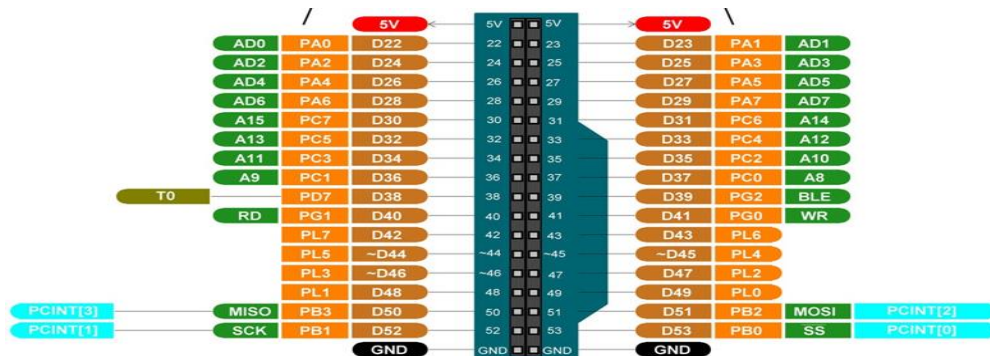 5V 5V 5V 5V
AD0 PA0 D22 22 23 D23 PA1 AD1
AD2 PA2 D24 24 25 D25 PA3 AD3
AD4 PA4 D26 26 27 D27 PA5 AD5
AD6 PA6 D28 28 29 D29 PA7 AD7
A15 PC7 D30 30 31 D31 PC6 A14
A13 PC5 D32 32 33 D33 PC4 A12
A11 PC3 D34 34 35 D35 PC2 A10
A9 PC1 D36 36 37 D37 PC0 A8
T0 PD7 D38 38 39 D39 PG2 BLE
RD PG1 D40 40 41 D41 PG0 WR
PL7 D42 42 43 D43 PL6
PL5 ~D44 ~44 ~45 ~D45 PL4
PL3 ~D46 ~46 47 D47 PL2
PL1 D48 48 49 D49 PL0
PCINT[3] MISO PB3 D50 50 51 D51 PB2 MOSI PCINT[2]
PCINT[1] SCK PB1 D52 52 53 D53 PB0 SS PCINT[0]
GND GND GND GND